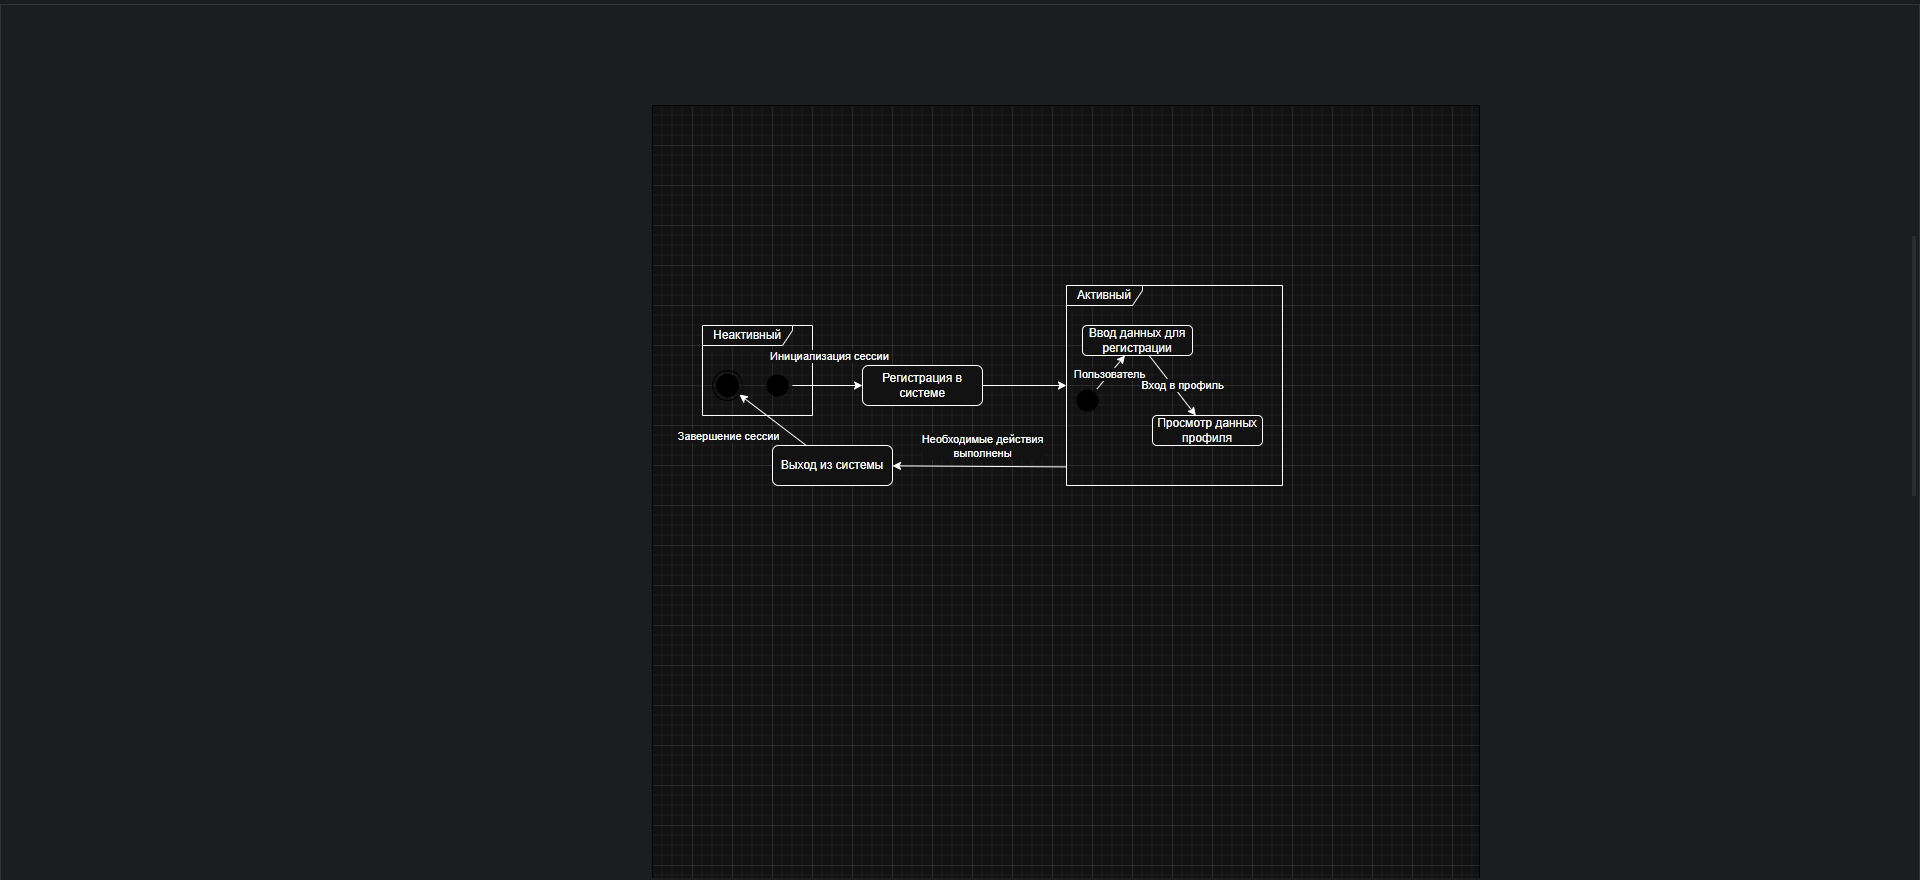 Активный
Неактивный
Ввод данных для
регистрации
Инициализация сессии
Регистрация в
системе
Пользователь
Вход в профиль
Просмотр данных
профиля
Завершение сессии
Необходимые действия
выполнены
Выход из системы